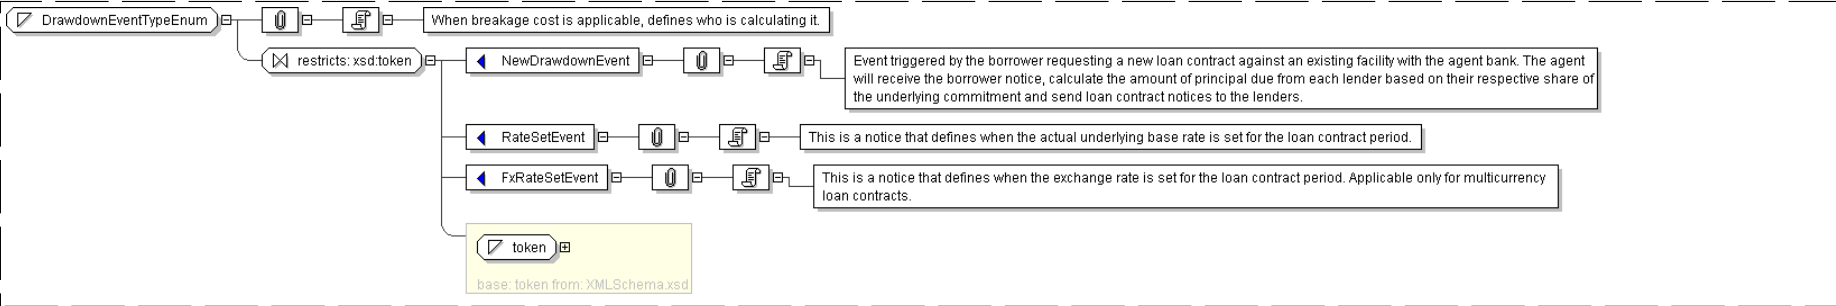 DrawdownEventTypeEnum
When breakage cost is applicable, defines who is calculating it.
restricts: xsd:token
NewDrawdownEvent
Event triggered by the borrower requesting a new loan contract against an existing facility with the agent bank. The agent
will receive the borrower notice, calculate the amount of principal due from each lender based on their respective share of
the underlying commitment and send loan contract notices to the lenders.
RateSetEvent
This is a notice that defines when the actual underlying base rate is set for the loan contract period.
FxRateSetEvent
This is a notice that defines when the exchange rate is set for the loan contract period. Applicable only for multicurrency
loan contracts.
token
base: token from: XMLSchema.xsd